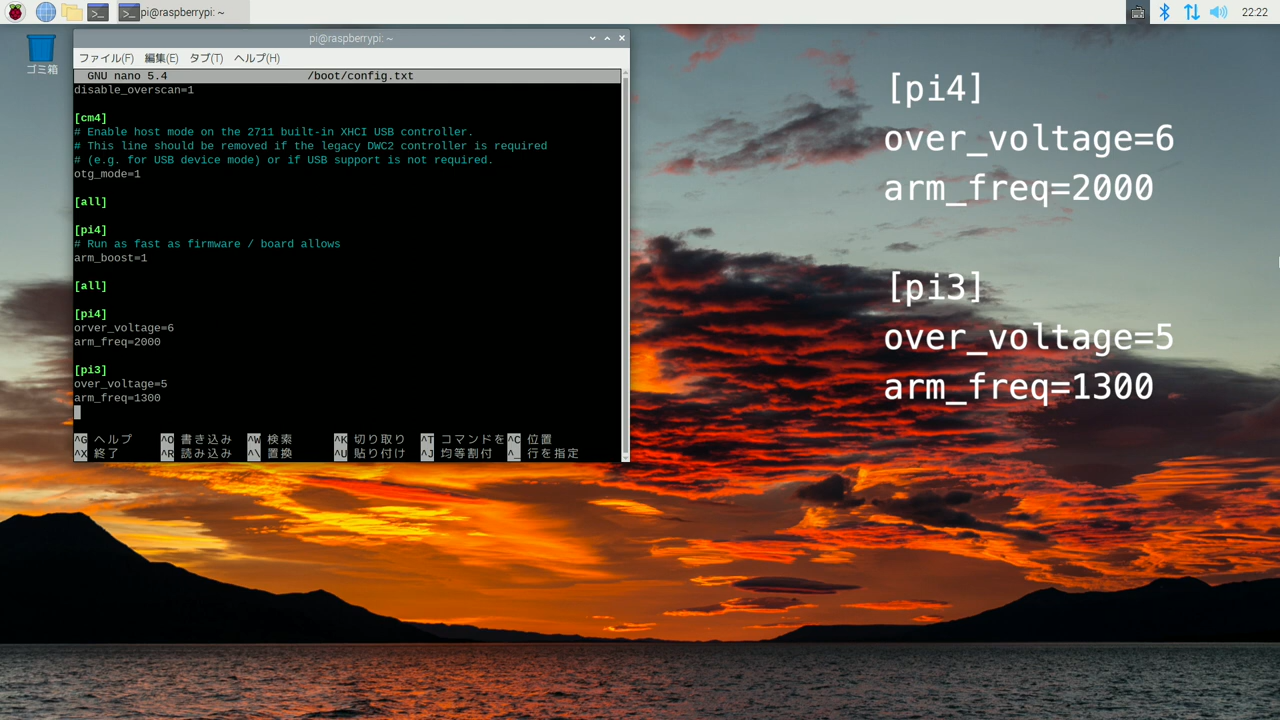 pi@raspberrypi: ~
22:22
ゴミ箱
pi@raspberrypi: ~
ファイル(F) 編集(E) タブ(T) ヘルプ(H)
GNU nano 5.4 /boot/config.txt
disable_overscan=1
[cm4]
# Enable host mode on the 2711 built-in XHCI USB controller.
# This line should be removed if the legacy DWC2 controller is required
# (e.g. for USB device mode) or if USB support is not required.
otg_mode=1
[all]
[pi4]
# Run as fast as firmware / board allows
arm_boost=1
[all]
[pi4]
orver_voltage=6
arm_freq=2000
[pi3]
over_voltage=5
arm_freq=1300
^G ヘルプ ^O 書き込み ^W 検索 ^K 切り取り ^T コマンドを ^C 位置
^X 終了 ^R 読み込み ^\ 置換 ^U 貼り付け ^J 均等割付 ^_ 行を指定
[pi4]
over_voltage=6
arm_freq=2000
[pi3]
over_voltage=5
arm_freq=1300